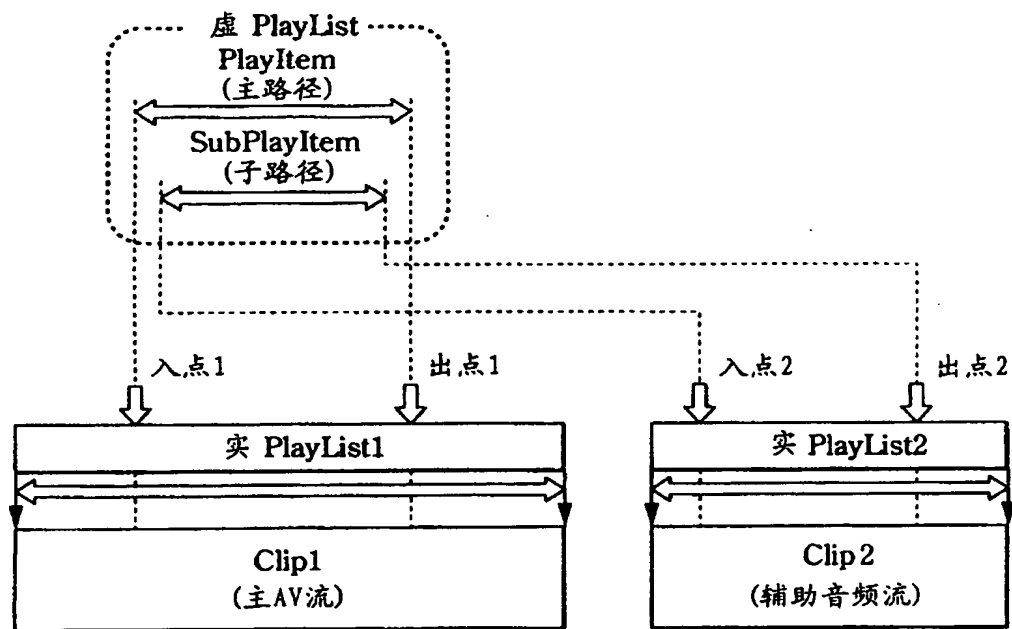 虚 PlayList
PlayItem
(主路径)
SubPlayItem
(子路径)
入点1
出点1
入点2
出点2
实 PlayList1
实 PlayList2
Clip1
(主AV流)
Clip2
(辅助音频流)